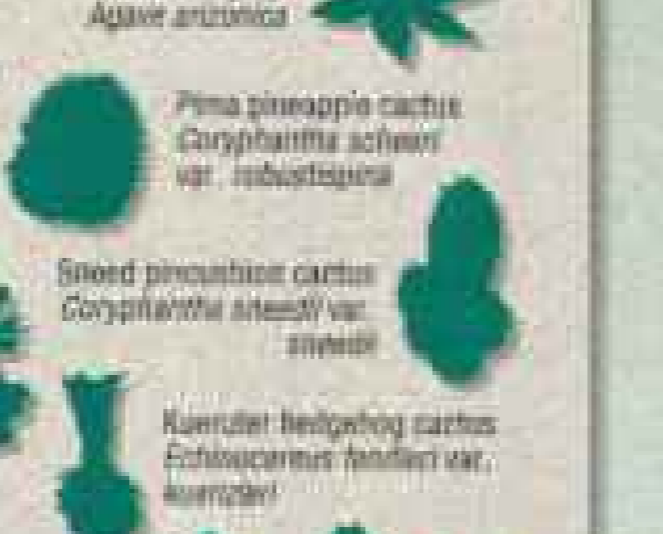 Agave arizonica
Pima pineapple cactus
Coryphantha scheeri
var. robustispina
Sneed pincushion cactus
Coryphantha sneedii var.
sneedii
Kuenzler hedgehog cactus
Echinocereus fendleri var.
kuenzleri